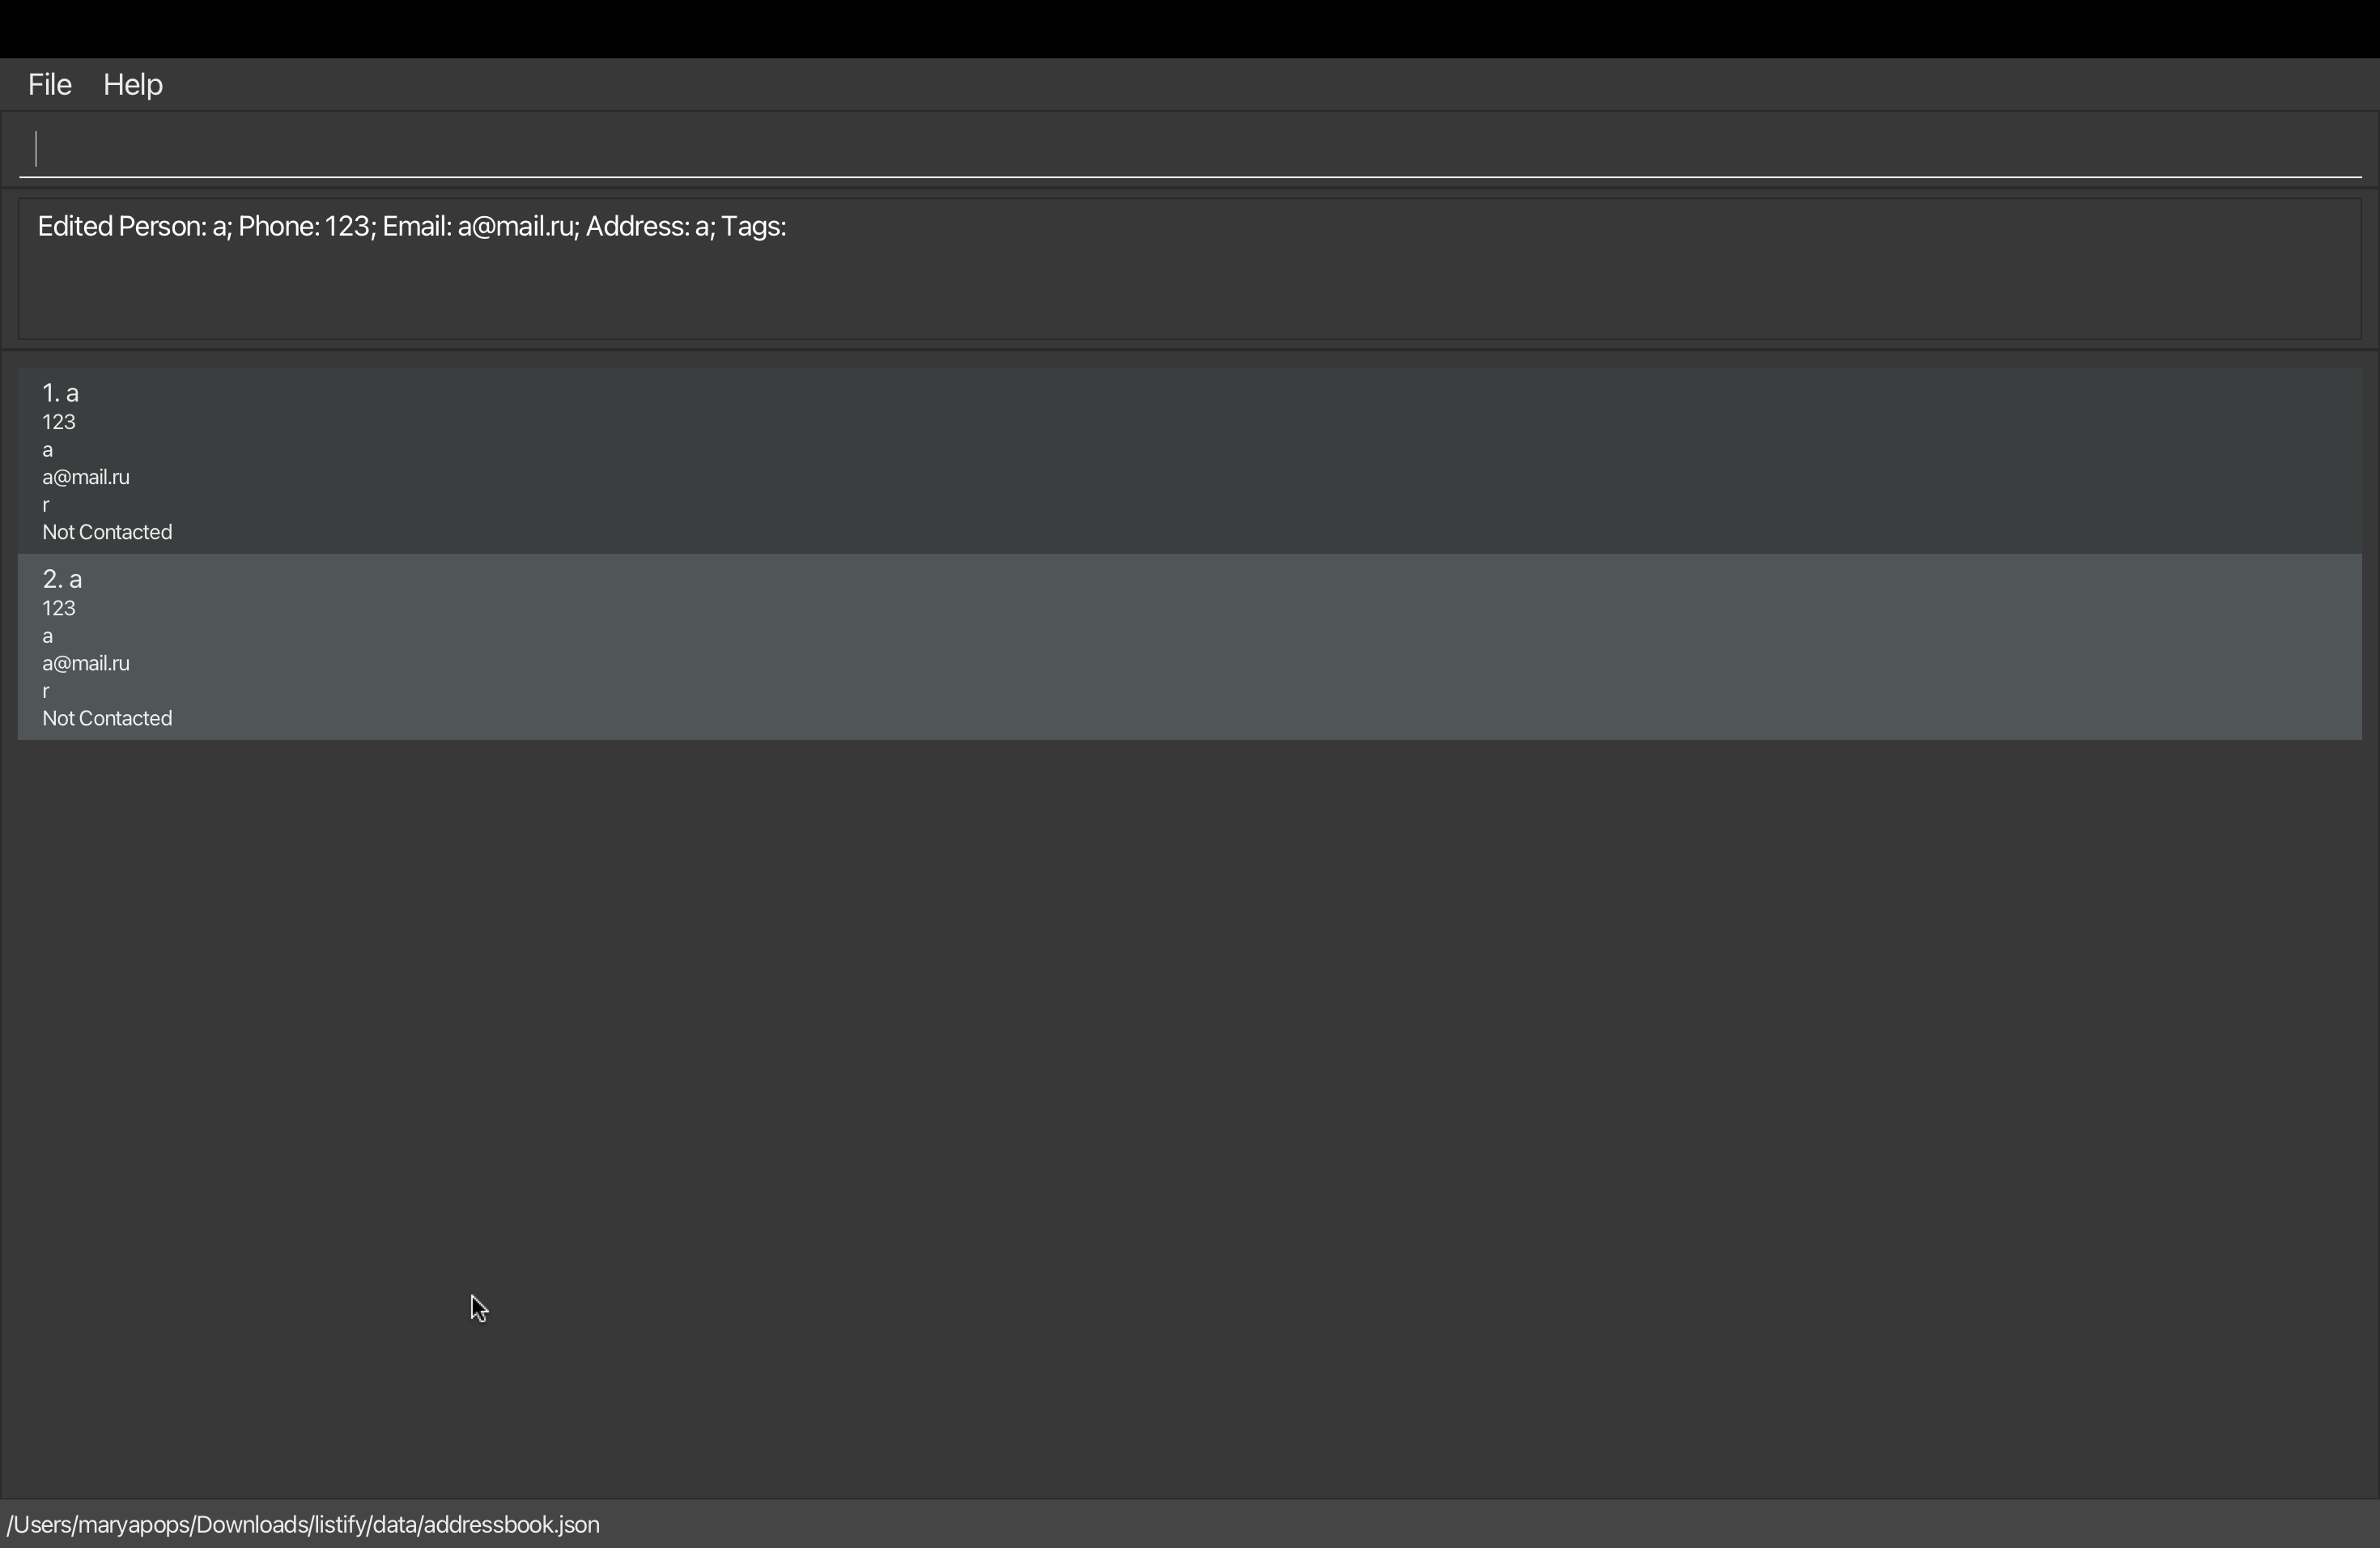 File Help
Edited Person: a; Phone: 123; Email: a@mail.ru; Address: a; Tags:
1. a
123
a
a@mail.ru
r
Not Contacted
2. a
123
a
a@mail.ru
r
Not Contacted
/Users/maryapops/Downloads/listify/data/addressbook.json